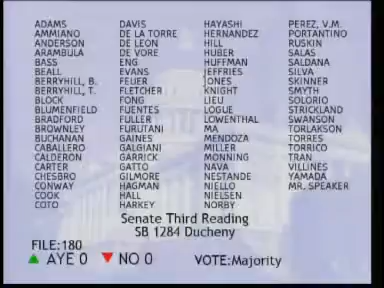 ADAMS DAVIS HAYASHI PEREZ, V.M.
AMMIANO DE LA TORRE HERNANDEZ PORTANTINO
ANDERSON DE LEON HILL RUSKIN
ARAMBULA DE VORE HUBER SALAS
BASS ENG HUFFMAN SALDANA
BEALL EVANS JEFFRIES SILVA
BERRYHILL, B. FEUER JONES SKINNER
BERRYHILL, T. FLETCHER KNIGHT SMYTH
BLOCK FONG LIEU SOLORIO
BLUMENFIELD FUENTES LOGUE STRICKLAND
BRADFORD FULLER LOWENTHAL SWANSON
BROWNLEY FURUTANI MA TORLAKSON
BUCHANAN GAINES MENDOZA TORRES
CABALLERO GALGIANI MILLER TORRICO
CALDERON GARRICK MONNING TRAN
CARTER GATTO NAVA VILLINES
CHESBRO GILMORE NESTANDE YAMADA
CONWAY HAGMAN NIELLO MR. SPEAKER
COOK HALL NIELSEN
COTO HARKEY NORBY
Senate Third Reading
SB 1284 Ducheny
FILE:180
AYE 0 NO 0 VOTE:Majority